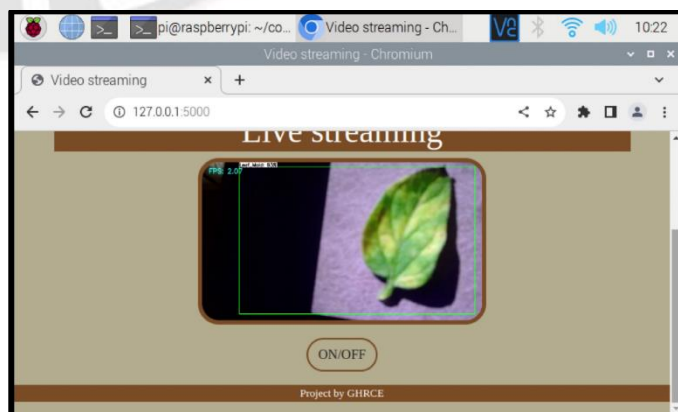 pi@raspberrypi: ~/co... Video streaming - Ch... 10:22
Video streaming - Chromium
Video streaming
127.0.0.1:5000
Live streaming
FPS: 2.07
ON/OFF
Project by GHRCE